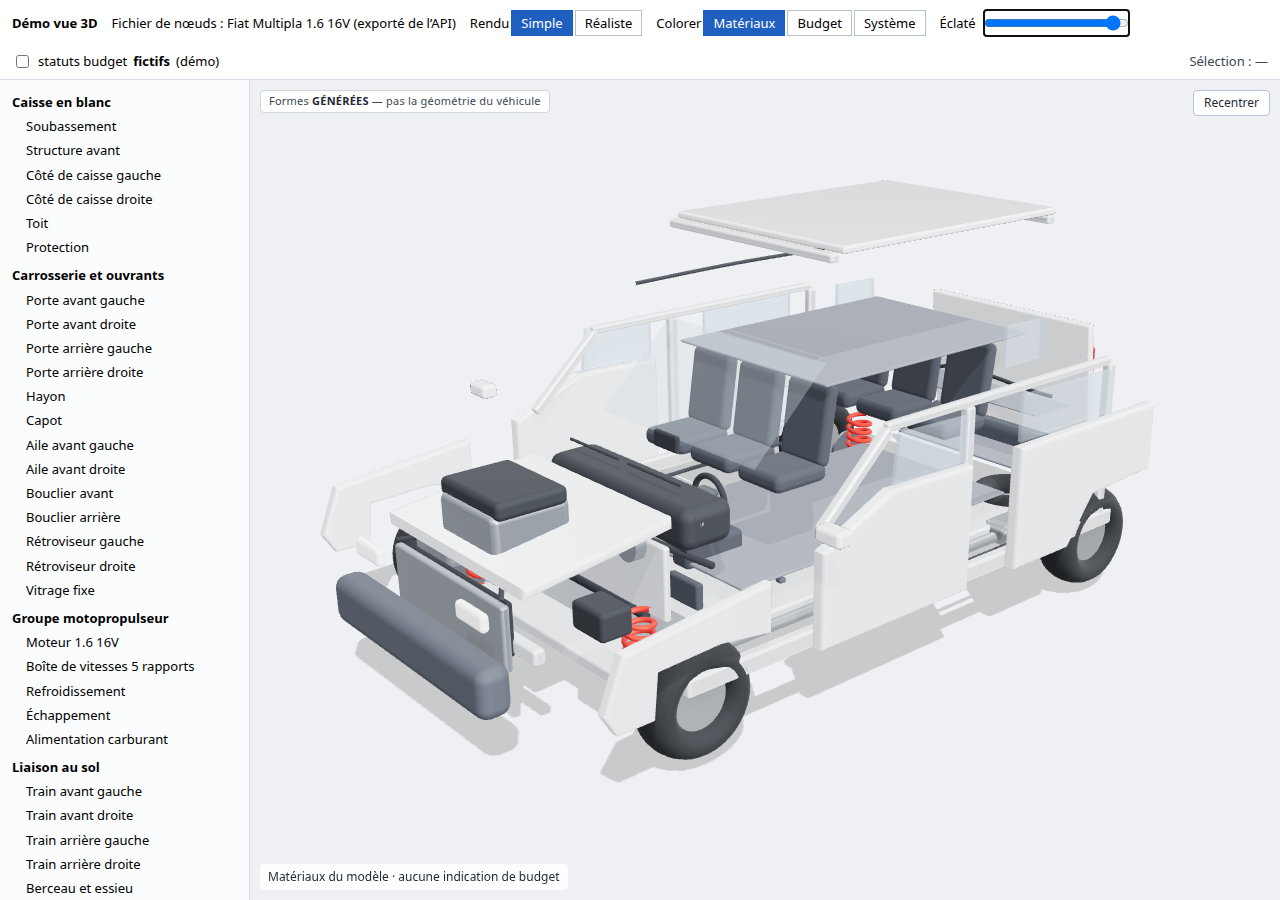 Démo vue 3D Fichier de nœuds : Fiat Multipla 1.6 16V (exporté de l’API) Rendu Simple Réaliste Colorer Matériaux Budget Système Éclaté
statuts budget fictifs (démo) Sélection : —
Formes GÉNÉRÉES — pas la géométrie du véhicule
Recentrer
Caisse en blanc
Soubassement
Structure avant
Côté de caisse gauche
Côté de caisse droite
Toit
Protection
Carrosserie et ouvrants
Porte avant gauche
Porte avant droite
Porte arrière gauche
Porte arrière droite
Hayon
Capot
Aile avant gauche
Aile avant droite
Bouclier avant
Bouclier arrière
Rétroviseur gauche
Rétroviseur droite
Vitrage fixe
Groupe motopropulseur
Moteur 1.6 16V
Boîte de vitesses 5 rapports
Refroidissement
Échappement
Alimentation carburant
Liaison au sol
Train avant gauche
Train avant droite
Train arrière gauche
Train arrière droite
Berceau et essieu
Matériaux du modèle · aucune indication de budget